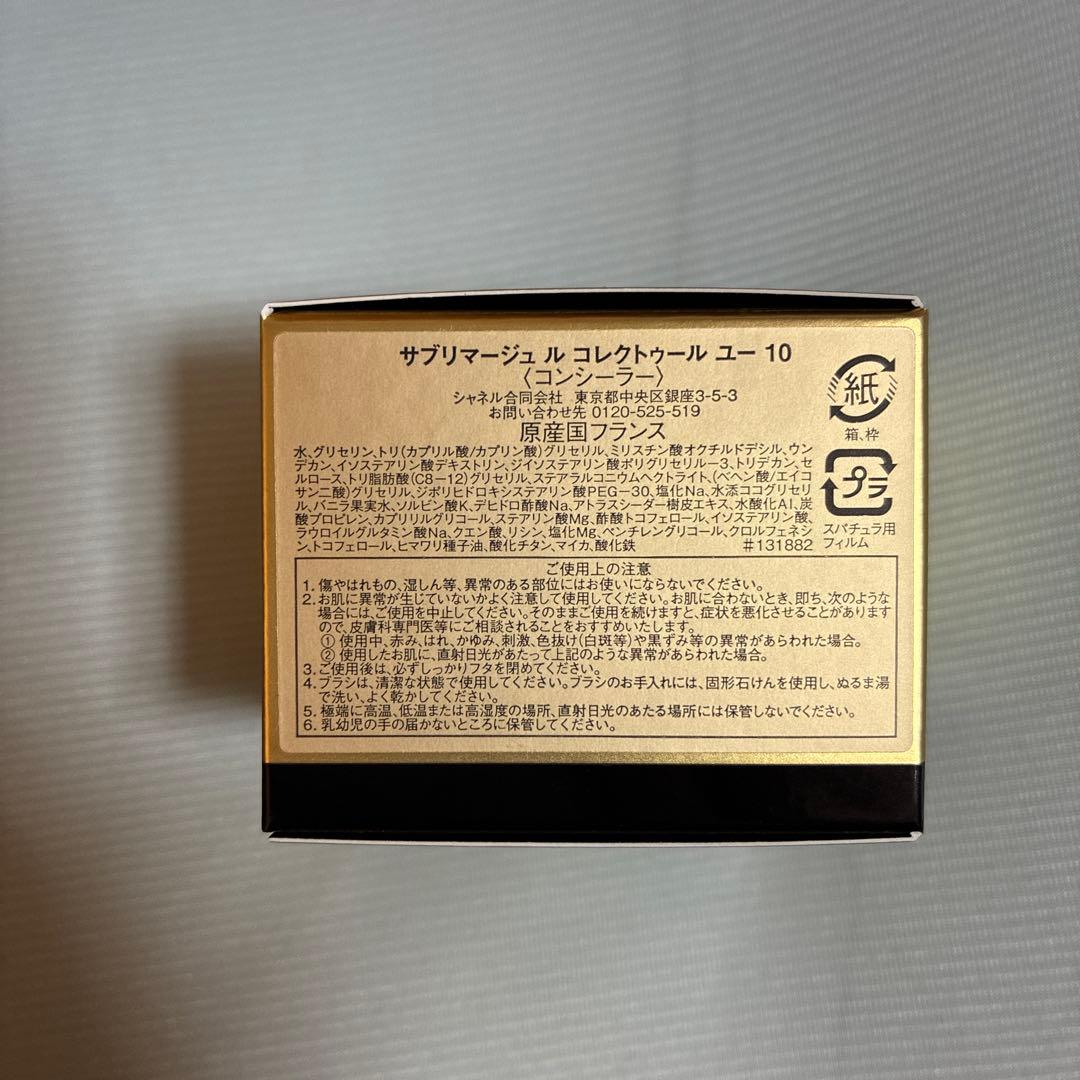 サブリマージュ ル コレクトゥール ユー 10
〈コンシーラー〉
シャネル合同会社 東京都中央区銀座3-5-3
お問い合わせ先 0120-525-519
原産国フランス
水、グリセリン、トリ(カプリル酸/カプリン酸)グリセリル、ミリスチン酸オクチルドデシル、ウン
デカン、イソステアリン酸デキストリン、ジイソステアリン酸ポリグリセリル-3、トリデカン、セ
ルロース、トリ脂肪酸(C8-12)グリセリル、ステアラルコニウムヘクトライト、(ベヘン酸/エイコ
サン二酸)グリセリル、ジポリヒドロキシステアリン酸PEG-30、塩化Na、水添ココグリセリ
ル、バニラ果実水、ソルビン酸K、デヒドロ酢酸Na、アトラスシーダー樹皮エキス、水酸化Al、炭
酸プロピレン、カプリリルグリコール、ステアリン酸Mg、酢酸トコフェロール、イソステアリン酸、
ラウロイルグルタミン酸Na、クエン酸、リシン、塩化Mg、ペンチレングリコール、クロルフェネシ
ン、トコフェロール、ヒマワリ種子油、酸化チタン、マイカ、酸化鉄 #131882
紙
箱、枠
プラ
スパチュラ用
フィルム
ご使用上の注意
1. 傷やはれもの、湿しん等、異常のある部位にはお使いにならないでください。
2. お肌に異常が生じていないかよく注意して使用してください。お肌に合わないとき、即ち、次のような
場合には、ご使用を中止してください。そのままご使用を続けますと、症状を悪化させることがあります
ので、皮膚科専門医等にご相談されることをおすすめいたします。
① 使用中、赤み、はれ、かゆみ、刺激、色抜け(白斑等)や黒ずみ等の異常があらわれた場合。
② 使用したお肌に、直射日光があたって上記のような異常があらわれた場合。
3. ご使用後は、必ずしっかりフタを閉めてください。
4. ブラシは、清潔な状態で使用してください。ブラシのお手入れには、固形石けんを使用し、ぬるま湯
で洗い、よく乾かしてください。
5. 極端に高温、低温または高湿度の場所、直射日光のあたる場所には保管しないでください。
6. 乳幼児の手の届かないところに保管してください。